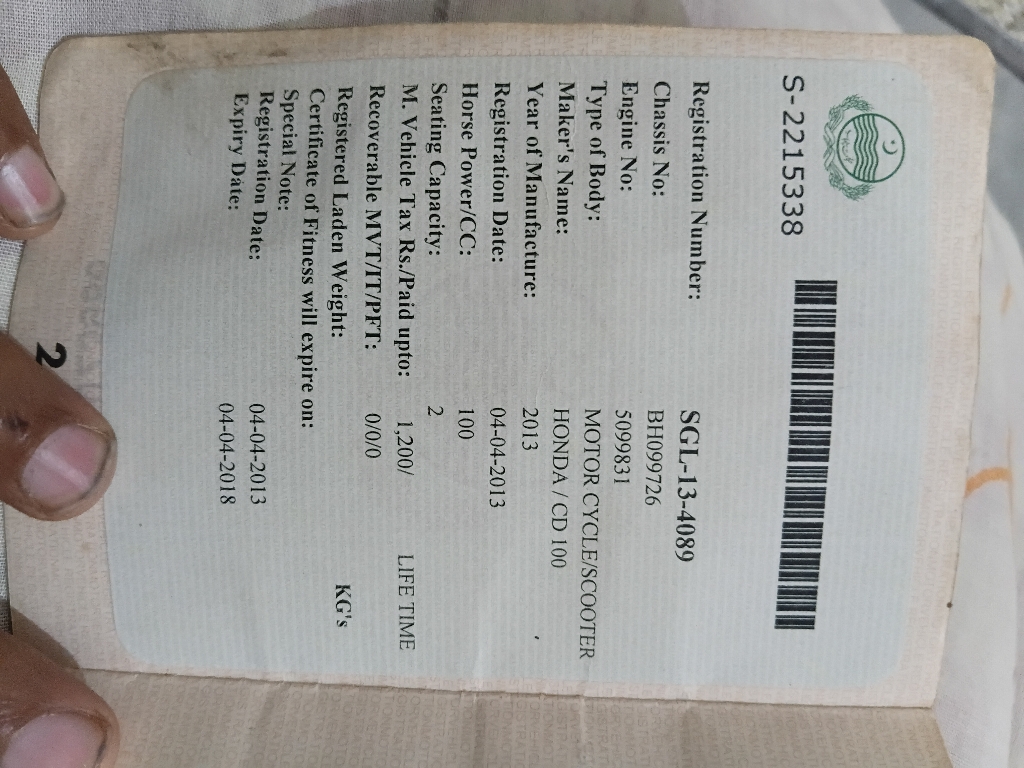 S-2215338
Registration Number: SGL-13-4089
Chassis No: BH099726
Engine No: 5099831
Type of Body: MOTOR CYCLE/SCOOTER
Maker's Name: HONDA / CD 100
Year of Manufacture: 2013
Registration Date: 04-04-2013
Horse Power/CC: 100
Seating Capacity: 2
M. Vehicle Tax Rs./Paid upto: 1,200/ LIFE TIME
Recoverable MVT/IT/PFT: 0/0/0
Registered Laden Weight: KG's
Certificate of Fitness will expire on:
Special Note:
Registration Date: 04-04-2013
Expiry Date: 04-04-2018
2